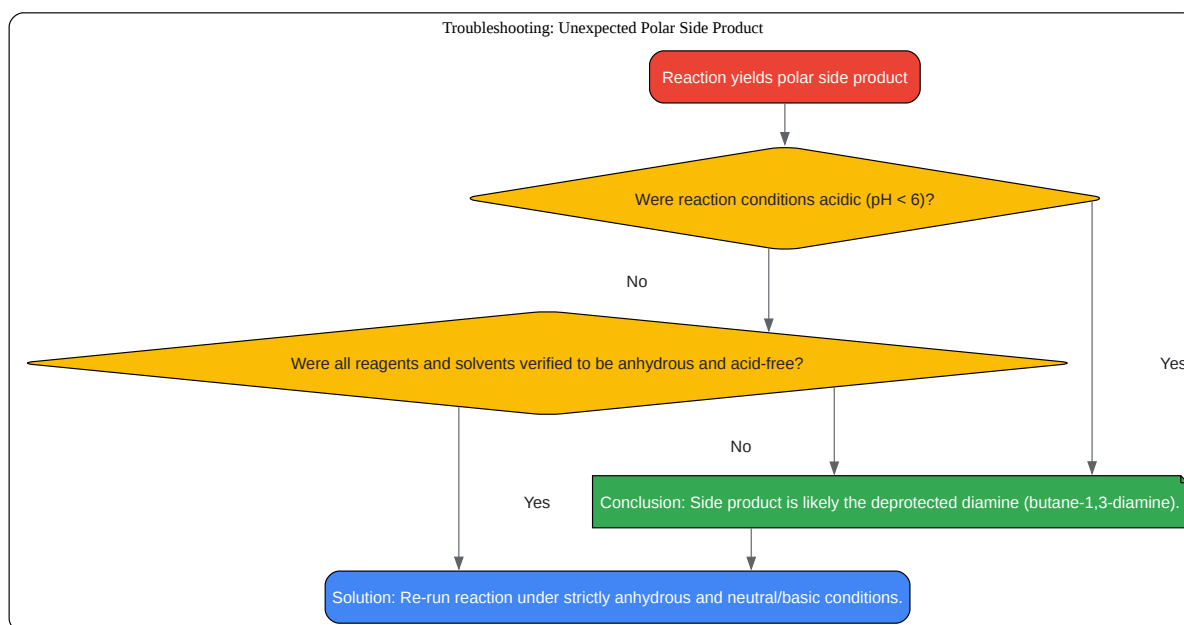 Troubleshooting: Unexpected Polar Side Product
Reaction yields polar side product
Were reaction conditions acidic (pH < 6)?
No
Were all reagents and solvents verified to be anhydrous and acid-free?
Yes
No
Yes
Conclusion: Side product is likely the deprotected diamine (butane-1,3-diamine).
Solution: Re-run reaction under strictly anhydrous and neutral/basic conditions.